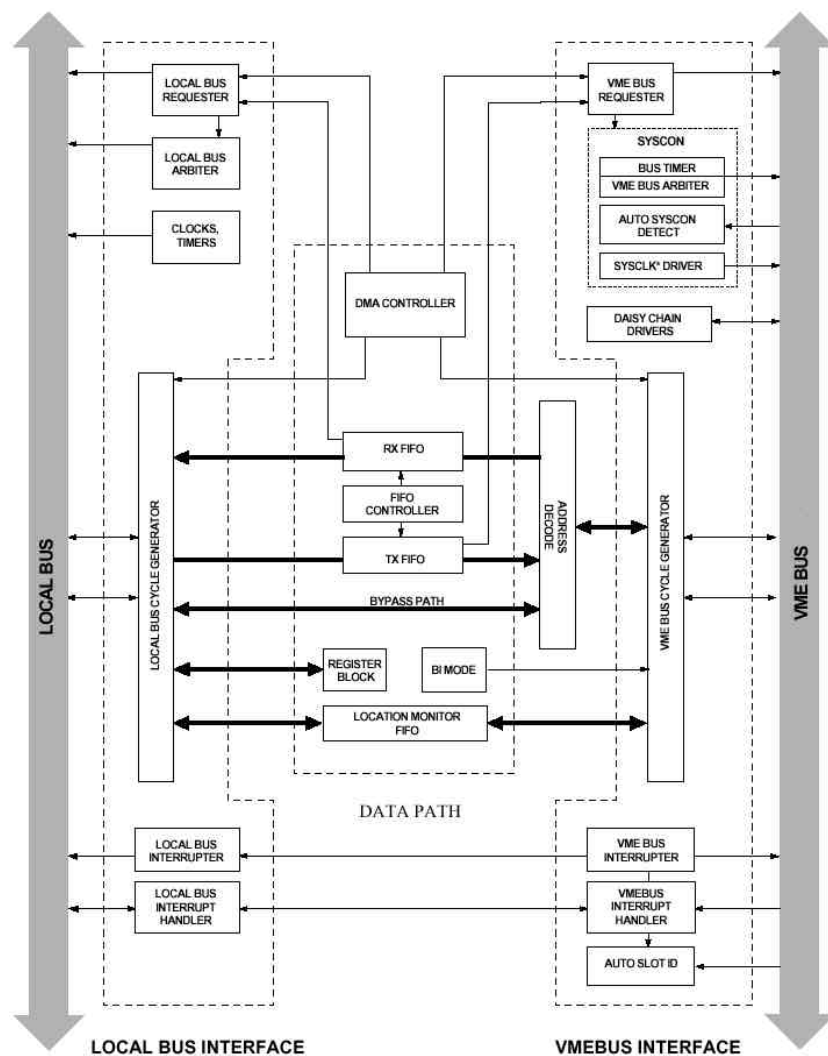 LOCAL BUS
REQUESTER
VME BUS
REQUESTER
SYSCON
LOCAL BUS
ARBITER
BUS TIMER
VME BUS ARBITER
CLOCKS,
TIMERS
AUTO SYSCON
DETECT
SYSCLK* DRIVER
DMA CONTROLLER
DAISY CHAIN
DRIVERS
RX FIFO
FIFO
CONTROLLER
TX FIFO
ADDRESS
DECODE
LOCAL BUS
LOCAL BUS CYCLE GENERATOR
VME BUS CYCLE GENERATOR
VME BUS
BYPASS PATH
REGISTER
BLOCK
BI MODE
LOCATION MONITOR
FIFO
DATA PATH
LOCAL BUS
INTERRUPTER
VME BUS
INTERRUPTER
LOCAL BUS
INTERRUPT
HANDLER
VMEBUS
INTERRUPT
HANDLER
AUTO SLOT ID
LOCAL BUS INTERFACE
VMEBUS INTERFACE